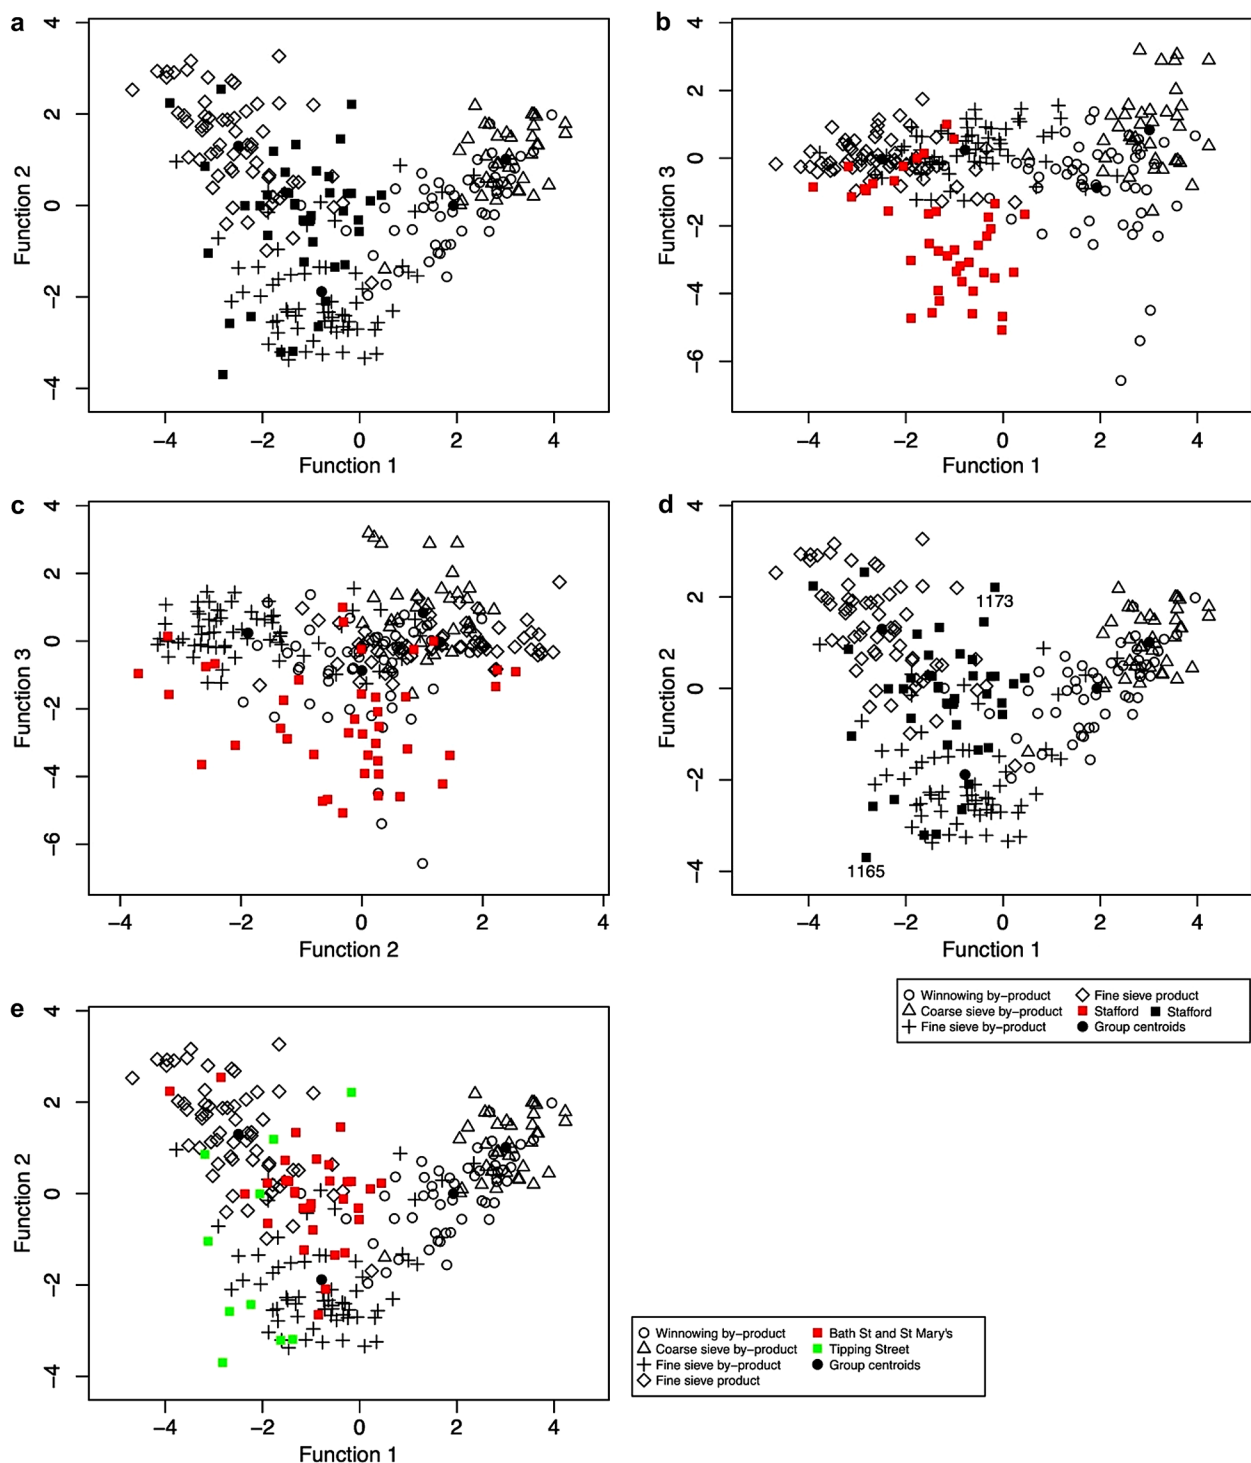 a
4
2
0
−2
−4
Function 2
−4 −2 0 2 4
Function 1
b
4
2
0
−2
−4
−6
Function 3
−4 −2 0 2 4
Function 1
c
4
2
0
−2
−4
−6
Function 3
−4 −2 0 2 4
Function 2
d
4
2
0
−2
−4
Function 2
1173
1165
−4 −2 0 2 4
Function 1
Winnowing by−product Fine sieve product
Coarse sieve by−product Stafford Stafford
Fine sieve by−product Group centroids
e
4
2
0
−2
−4
Function 2
−4 −2 0 2 4
Function 1
Winnowing by−product Bath St and St Mary's
Coarse sieve by−product Tipping Street
Fine sieve by−product Group centroids
Fine sieve product